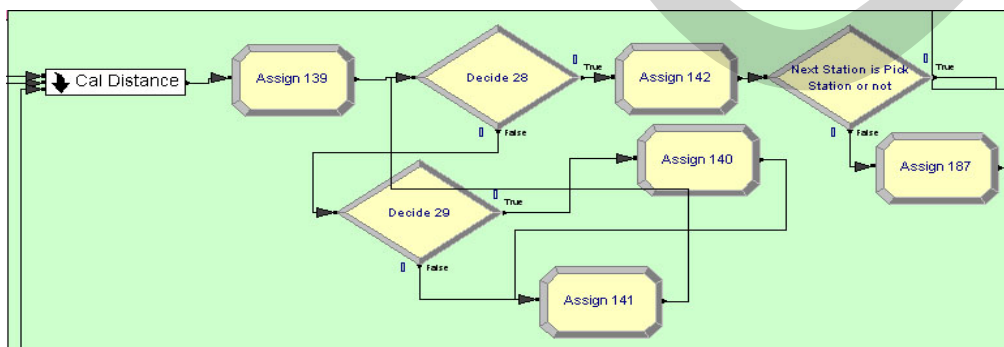 Cal Distance
Assign 139
Decide 28
True
False
Assign 142
Next Station is Pick
Station or not
True
False
Assign 187
Decide 29
True
False
Assign 140
Assign 141